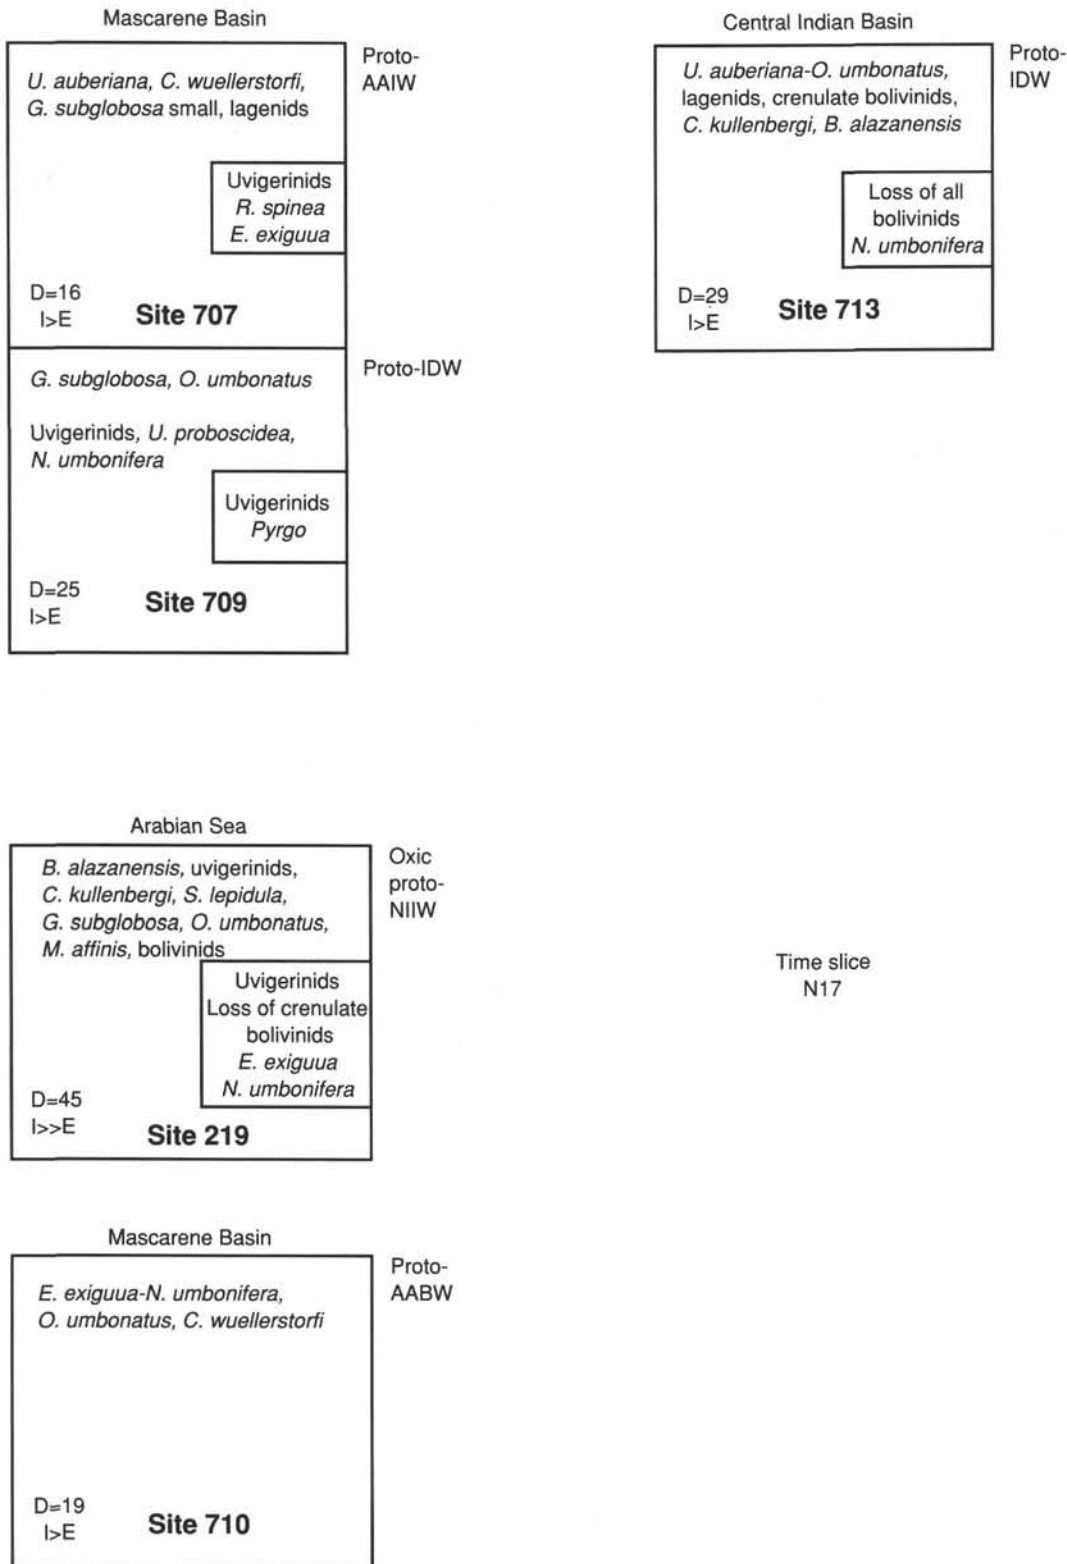 Mascarene Basin
Proto-
AAIW
U. auberiana, C. wuellerstorfi,
G. subglobosa small, lagenids
Uvigerinids
R. spinea
E. exiguua
D=16
I>E
Site 707
Proto-IDW
G. subglobosa, O. umbonatus
Uvigerinids, U. proboscidea,
N. umbonifera
Uvigerinids
Pyrgo
D=25
I>E
Site 709
Central Indian Basin
Proto-
IDW
U. auberiana-O. umbonatus,
lagenids, crenulate bolivinids,
C. kullenbergi, B. alazanensis
Loss of all
bolivinids
N. umbonifera
D=29
I>E
Site 713
Arabian Sea
Oxic
proto-
NIIW
B. alazanensis, uvigerinids,
C. kullenbergi, S. lepidula,
G. subglobosa, O. umbonatus,
M. affinis, bolivinids
Uvigerinids
Loss of crenulate
bolivinids
E. exiguua
N. umbonifera
D=45
I>>E
Site 219
Time slice
N17
Mascarene Basin
Proto-
AABW
E. exiguua-N. umbonifera,
O. umbonatus, C. wuellerstorfi
D=19
I>E
Site 710